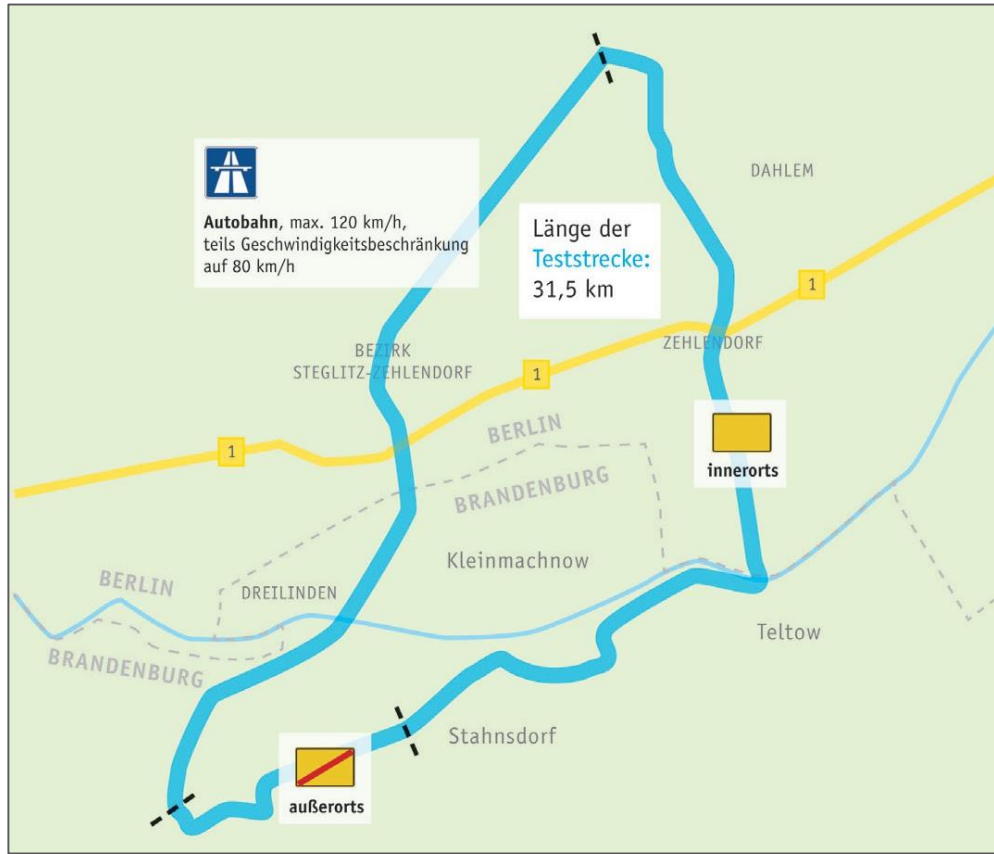 DAHLEM
Autobahn, max. 120 km/h,
teils Geschwindigkeitsbeschränkung
auf 80 km/h
Länge der
Teststrecke:
31,5 km
1
ZEHLENDORF
BEZIRK
STEGLITZ-ZEHLENDORF
1
1
BERLIN
innerorts
BRANDENBURG
Kleinmachnow
BERLIN
DREILINDEN
Teltow
BRANDENBURG
Stahnsdorf
außerorts